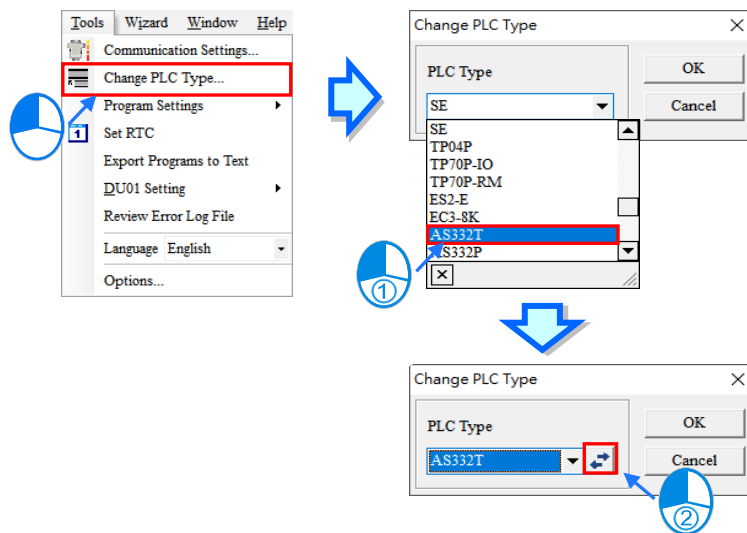 Tools Wizard Window Help
Communication Settings...
Change PLC Type...
Program Settings
1 Set RTC
Export Programs to Text
DU01 Setting
Review Error Log File
Language English
Options...
Change PLC Type
PLC Type
OK
SE
Cancel
SE
TP04P
TP70P-IO
TP70P-RM
ES2-E
EC3-8K
AS332T
AS332P
①
Change PLC Type
PLC Type
OK
AS332T
Cancel
②